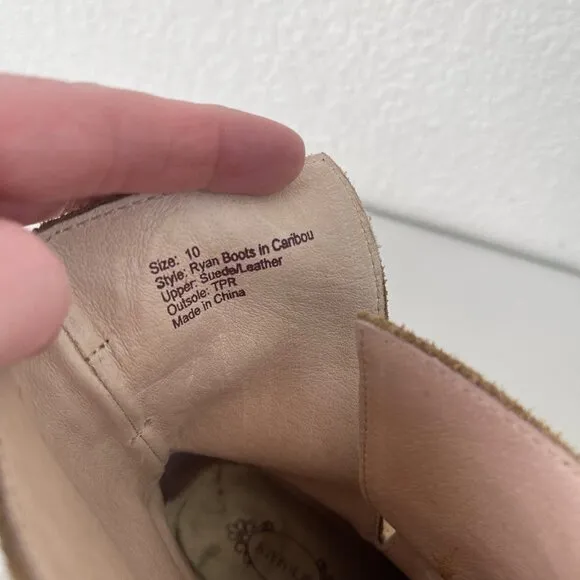 Size: 10
Style: Ryan Boots in Caribou
Upper: Suede/Leather
Outsole: TPR
Made in China